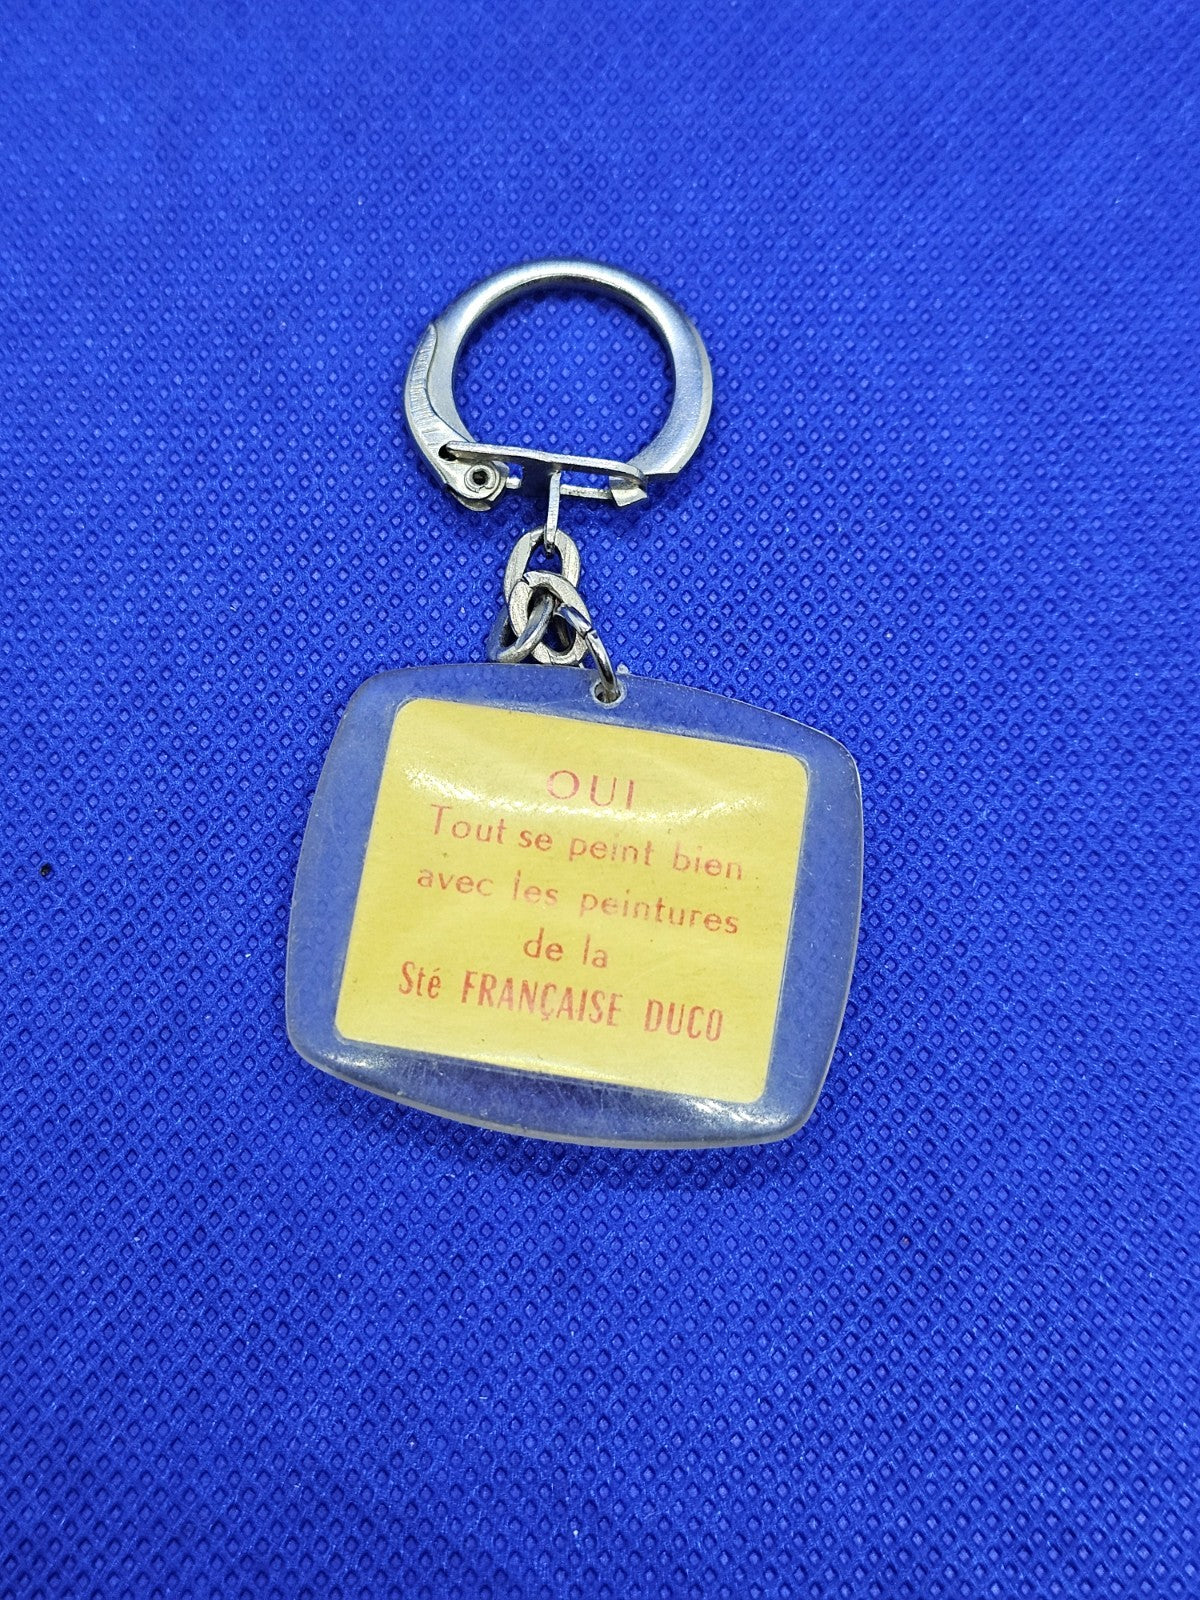 OUI
Tout se peint bien
avec les peintures
de la
Sté FRANÇAISE DUCO